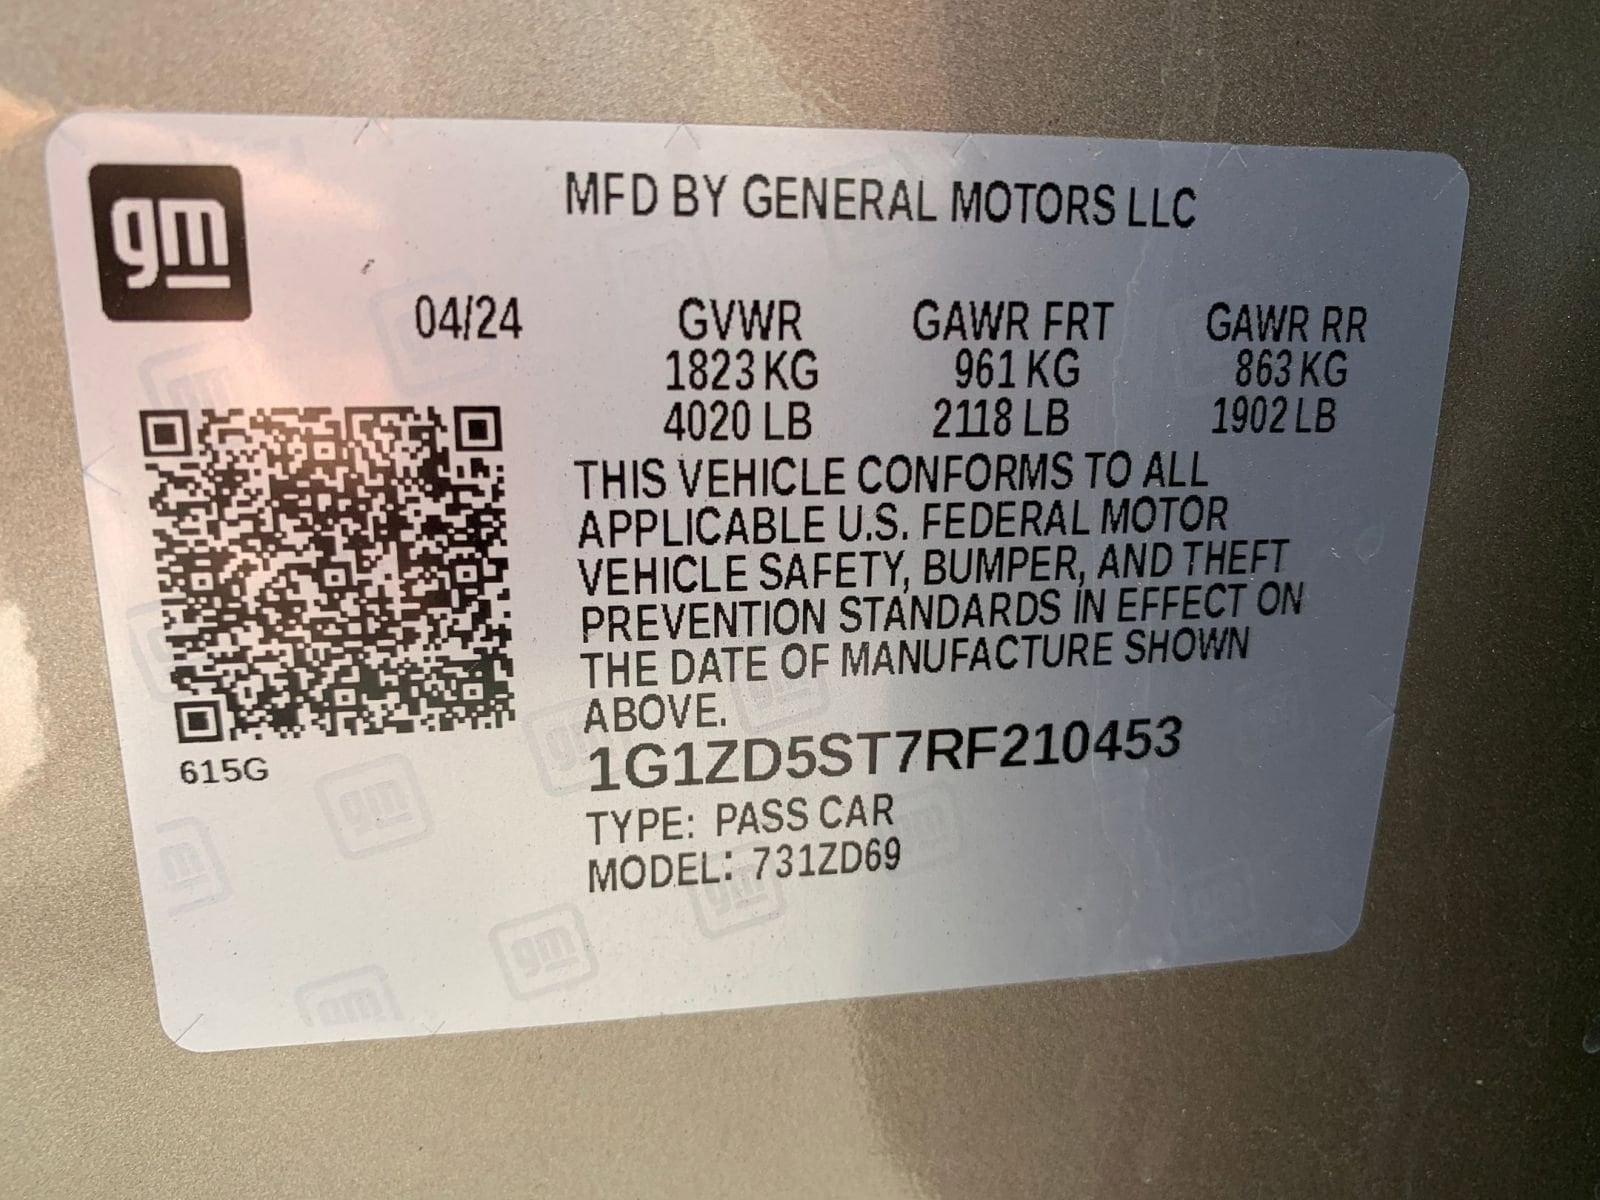 gm
MFD BY GENERAL MOTORS LLC
04/24 GVWR GAWR FRT GAWR RR
1823 KG 961 KG 863 KG
4020 LB 2118 LB 1902 LB
THIS VEHICLE CONFORMS TO ALL
APPLICABLE U.S. FEDERAL MOTOR
VEHICLE SAFETY, BUMPER, AND THEFT
PREVENTION STANDARDS IN EFFECT ON
THE DATE OF MANUFACTURE SHOWN
ABOVE.
1G1ZD5ST7RF210453
615G
TYPE: PASS CAR
MODEL: 731ZD69